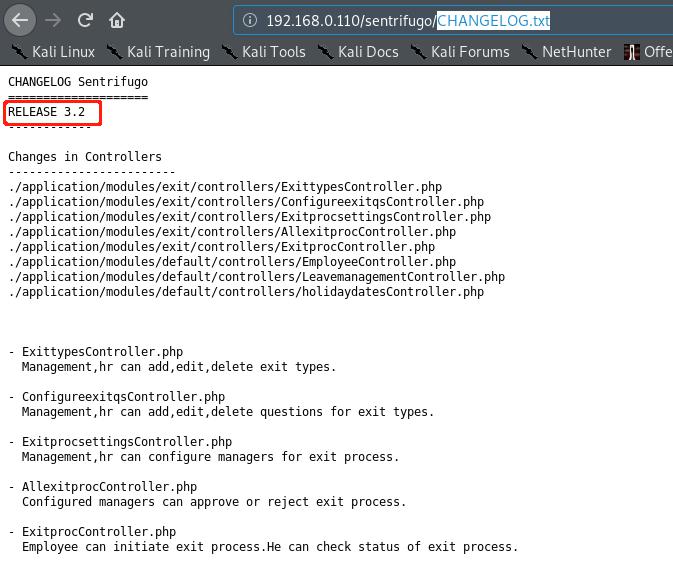 192.168.0.110/sentrifugo/CHANGELOG.txt
Kali Linux Kali Training Kali Tools Kali Docs Kali Forums NetHunter Offe
CHANGELOG Sentrifugo
====================
RELEASE 3.2
------------
Changes in Controllers
------------------------
./application/modules/exit/controllers/ExittypesController.php
./application/modules/exit/controllers/ConfigureexitqsController.php
./application/modules/exit/controllers/ExitprocsettingsController.php
./application/modules/exit/controllers/AllexitprocController.php
./application/modules/exit/controllers/ExitprocController.php
./application/modules/default/controllers/EmployeeController.php
./application/modules/default/controllers/LeavemanagementController.php
./application/modules/default/controllers/holidaydatesController.php
- ExittypesController.php
Management,hr can add,edit,delete exit types.
- ConfigureexitqsController.php
Management,hr can add,edit,delete questions for exit types.
- ExitprocsettingsController.php
Management,hr can configure managers for exit process.
- AllexitprocController.php
Configured managers can approve or reject exit process.
- ExitprocController.php
Employee can initiate exit process.He can check status of exit process.